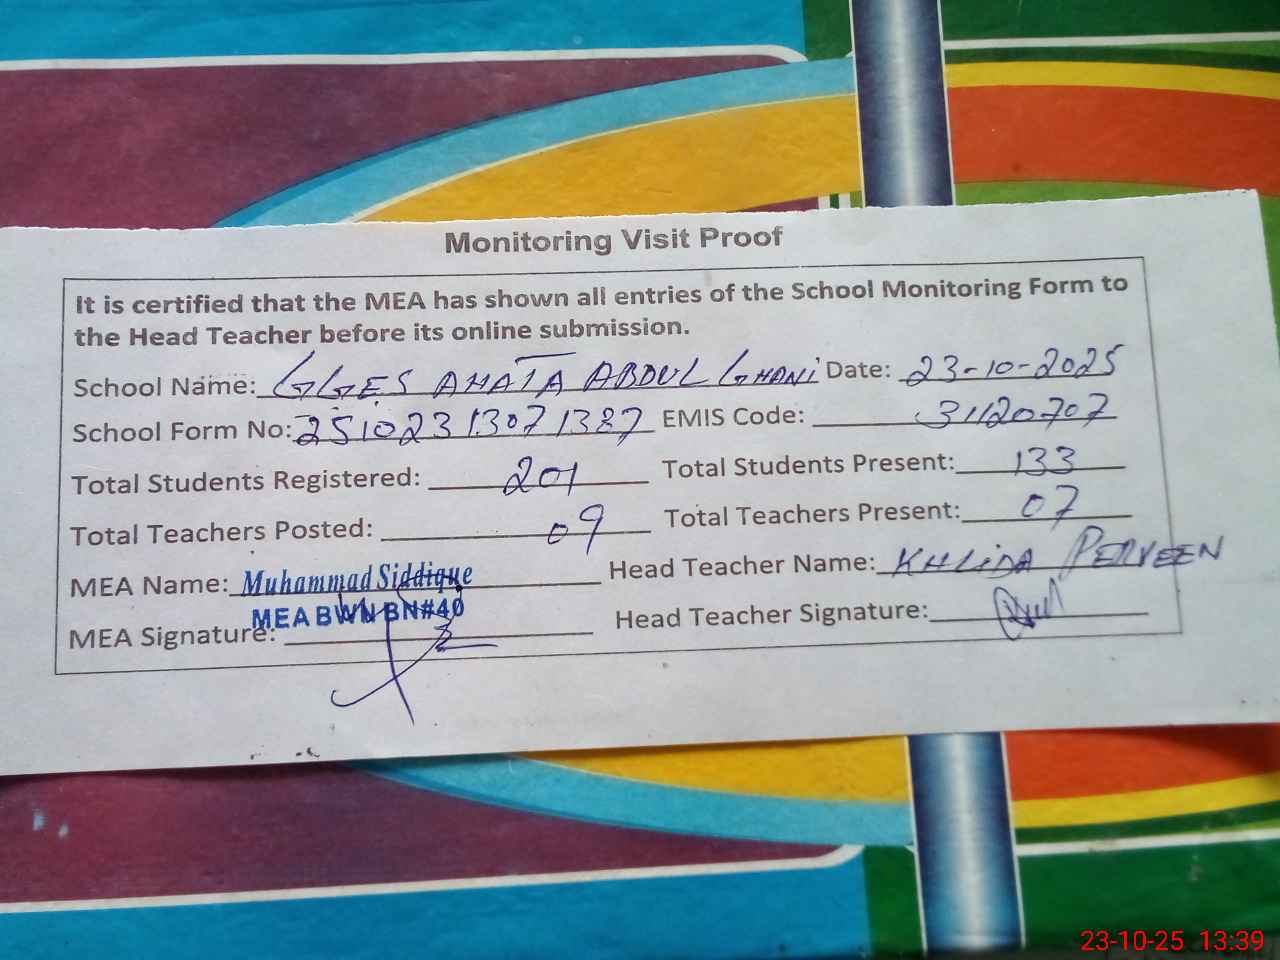 Monitoring Visit Proof
It is certified that the MEA has shown all entries of the School Monitoring Form to
the Head Teacher before its online submission.
School Name: GGES AHATA ABDUL GHANI Date: 23-10-2025
School Form No: 25102313071387 EMIS Code: 31120707
Total Students Registered: 201 Total Students Present: 133
Total Teachers Posted: 09 Total Teachers Present: 07
MEA Name: Muhammad Siddique Head Teacher Name: KHLIDA PERVEEN
MEA BWN BN#40
MEA Signature: Head Teacher Signature:
23-10-25 13:39